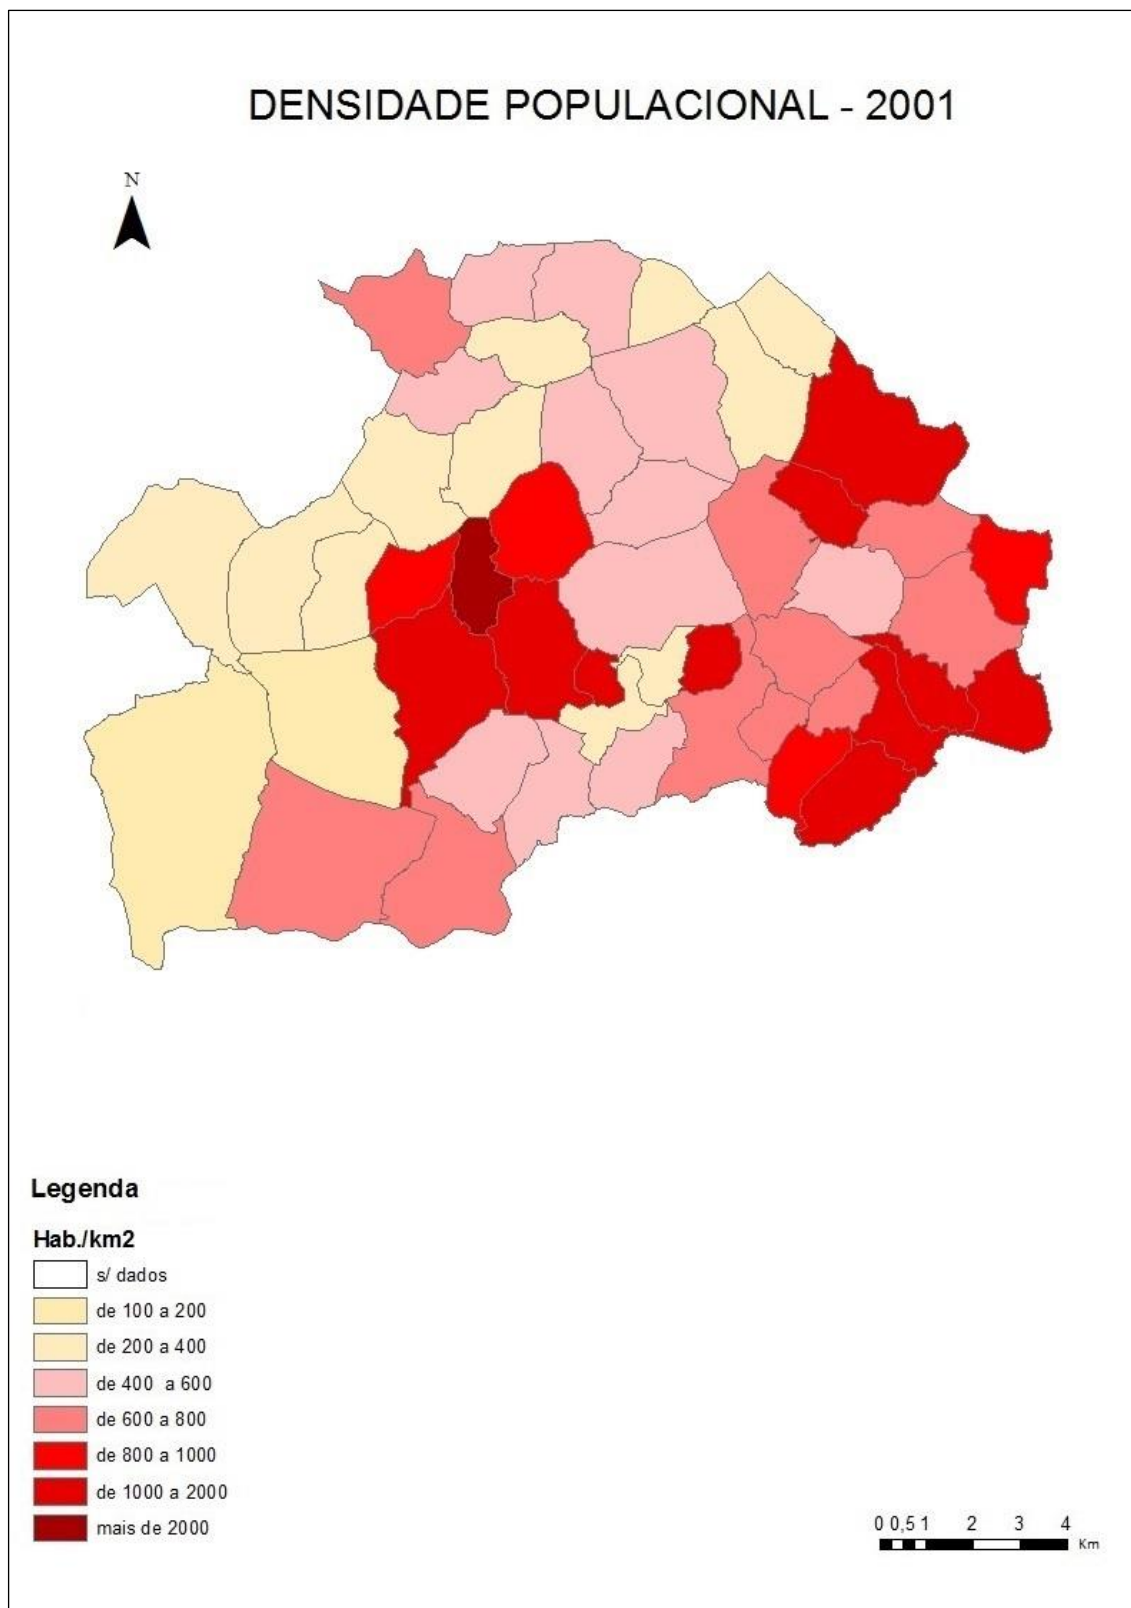 DENSIDADE POPULACIONAL - 2001
N
Legenda
Hab./km2
s/ dados
de 100 a 200
de 200 a 400
de 400 a 600
de 600 a 800
de 800 a 1000
de 1000 a 2000
mais de 2000
0 0,5 1 2 3 4
Km